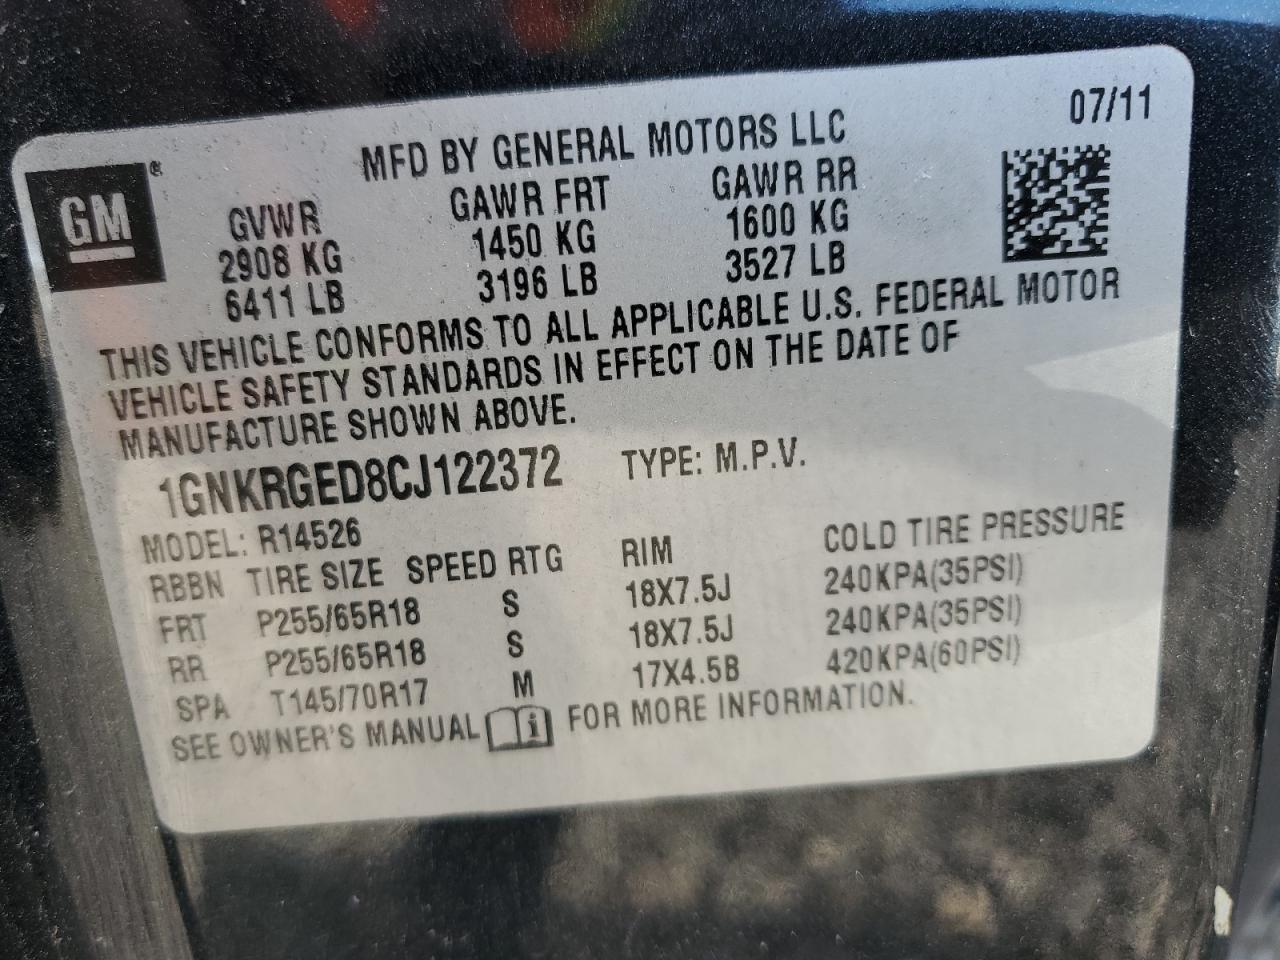 07/11
GM®
MFD BY GENERAL MOTORS LLC
GVWR GAWR FRT GAWR RR
2908 KG 1450 KG 1600 KG
6411 LB 3196 LB 3527 LB
THIS VEHICLE CONFORMS TO ALL APPLICABLE U.S. FEDERAL MOTOR
VEHICLE SAFETY STANDARDS IN EFFECT ON THE DATE OF
MANUFACTURE SHOWN ABOVE.
1GNKRGED8CJ122372 TYPE: M.P.V.
MODEL: R14526
RBBN TIRE SIZE SPEED RTG RIM COLD TIRE PRESSURE
FRT P255/65R18 S 18X7.5J 240KPA(35PSI)
RR P255/65R18 S 18X7.5J 240KPA(35PSI)
SPA T145/70R17 M 17X4.5B 420KPA(60PSI)
SEE OWNER'S MANUAL i FOR MORE INFORMATION.